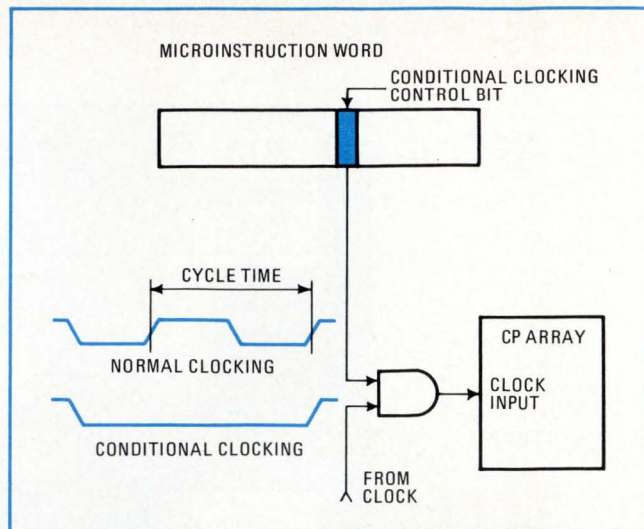 MICROINSTRUCTION WORD
CONDITIONAL CLOCKING
CONTROL BIT
CYCLE TIME
NORMAL CLOCKING
CONDITIONAL CLOCKING
CP ARRAY
CLOCK
INPUT
FROM
CLOCK